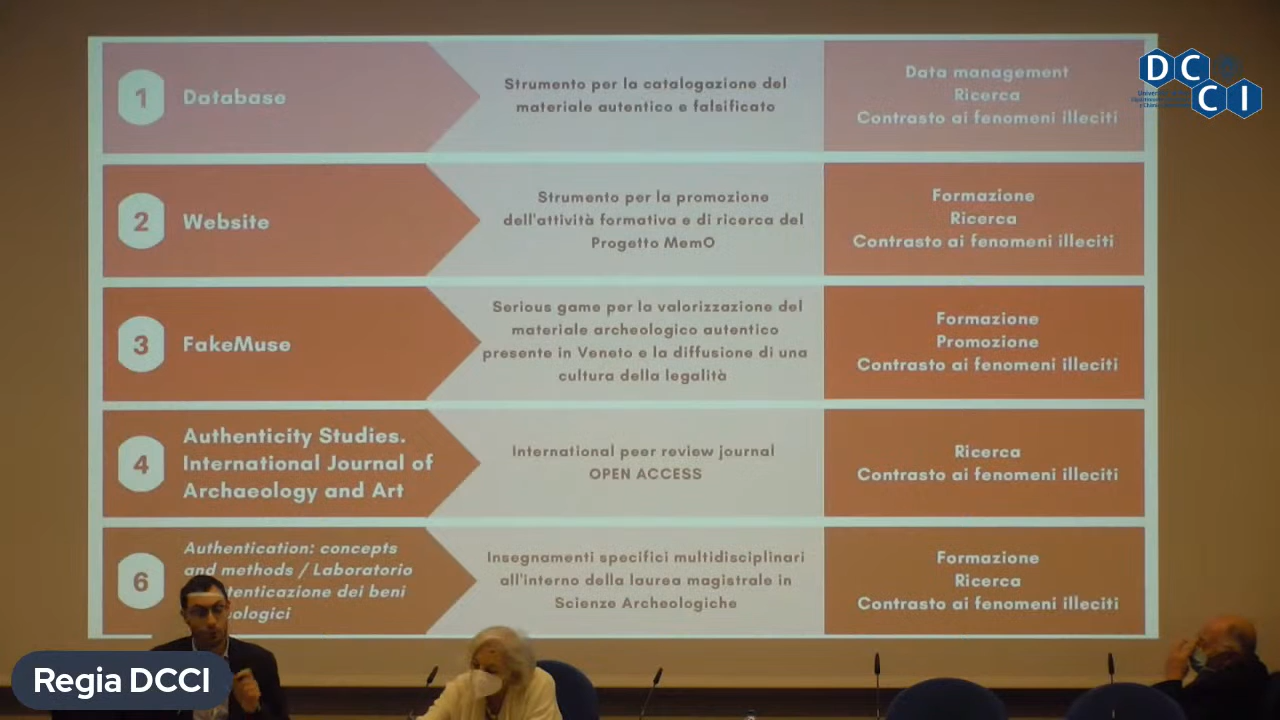 1
Database
Strumento per la catalogazione del
materiale autentico e falsificato
Data management
Ricerca
Contrasto ai fenomeni illeciti
2
Website
Strumento per la promozione
dell'attività formativa e di ricerca del
Progetto MemO
Formazione
Ricerca
Contrasto ai fenomeni illeciti
3
FakeMuse
Serious game per la valorizzazione del
materiale archeologico autentico
presente in Veneto e la diffusione di una
cultura della legalità
Formazione
Promozione
Contrasto ai fenomeni illeciti
4
Authenticity Studies.
International Journal of
Archaeology and Art
International peer review journal
OPEN ACCESS
Ricerca
Contrasto ai fenomeni illeciti
6
Authentication: concepts
and methods / Laboratorio
dei beni
Insegnamenti specifici multidisciplinari
all'interno della laurea magistrale in
Scienze Archeologiche
Formazione
Ricerca
Contrasto ai fenomeni illeciti
DCCI
Regia DCCI